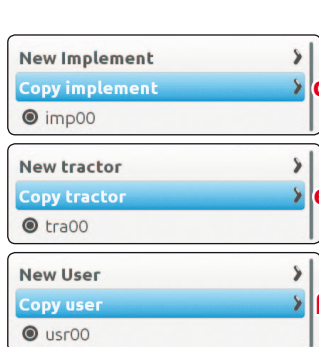 New Implement
Copy implement
imp00
New tractor
Copy tractor
tra00
New User
Copy user
usr00